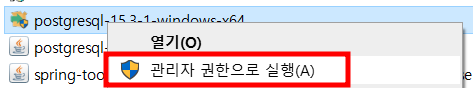 postgresql-15.3-1-windows-x64
열기(O)
postgresql-
관리자 권한으로 실행(A)
spring-too
se